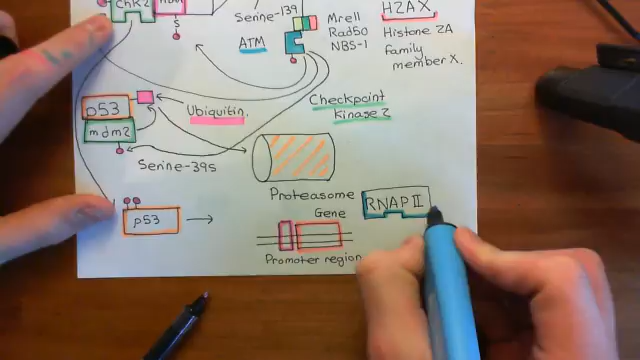 ChK2
S
Serine-139
ATM
Mre11
Rad50
NBS-1
H2AX
Histone 2A
family
member X.
p53
mdm2
Ubiquitin.
Checkpoint
Kinase 2
Serine-395
Proteasome
p53
Gene
RNAP II
Promoter region